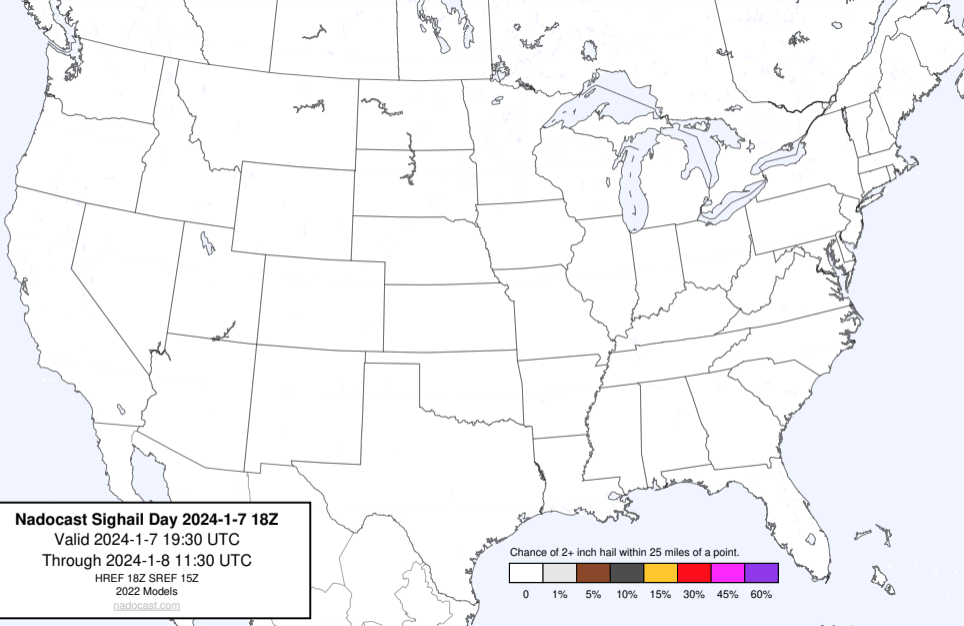 Nadocast Sighail Day 2024-1-7 18Z
Valid 2024-1-7 19:30 UTC
Through 2024-1-8 11:30 UTC
HREF 18Z SREF 15Z
2022 Models
nadocast.com
Chance of 2+ inch hail within 25 miles of a point.
0 1% 5% 10% 15% 30% 45% 60%